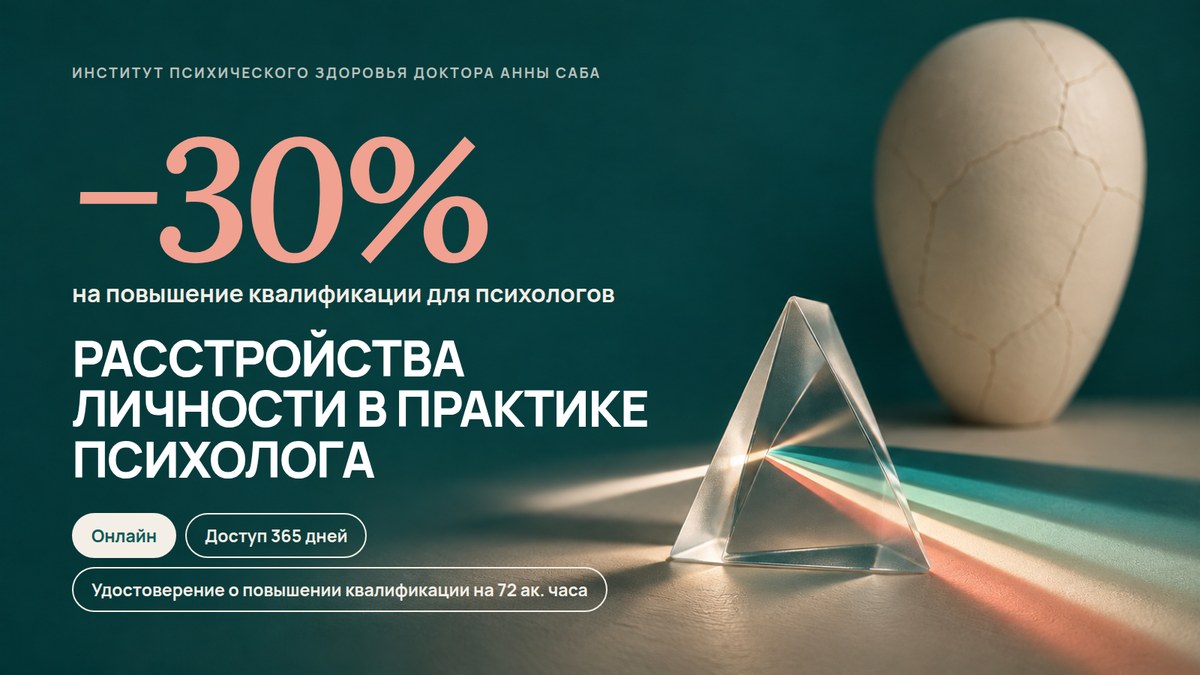 ИНСТИТУТ ПСИХИЧЕСКОГО ЗДОРОВЬЯ ДОКТОРА АННЫ САБА
–30%
на повышение квалификации для психологов
РАССТРОЙСТВА
ЛИЧНОСТИ В ПРАКТИКЕ
ПСИХОЛОГА
Онлайн
Доступ 365 дней
Удостоверение о повышении квалификации на 72 ак. часа